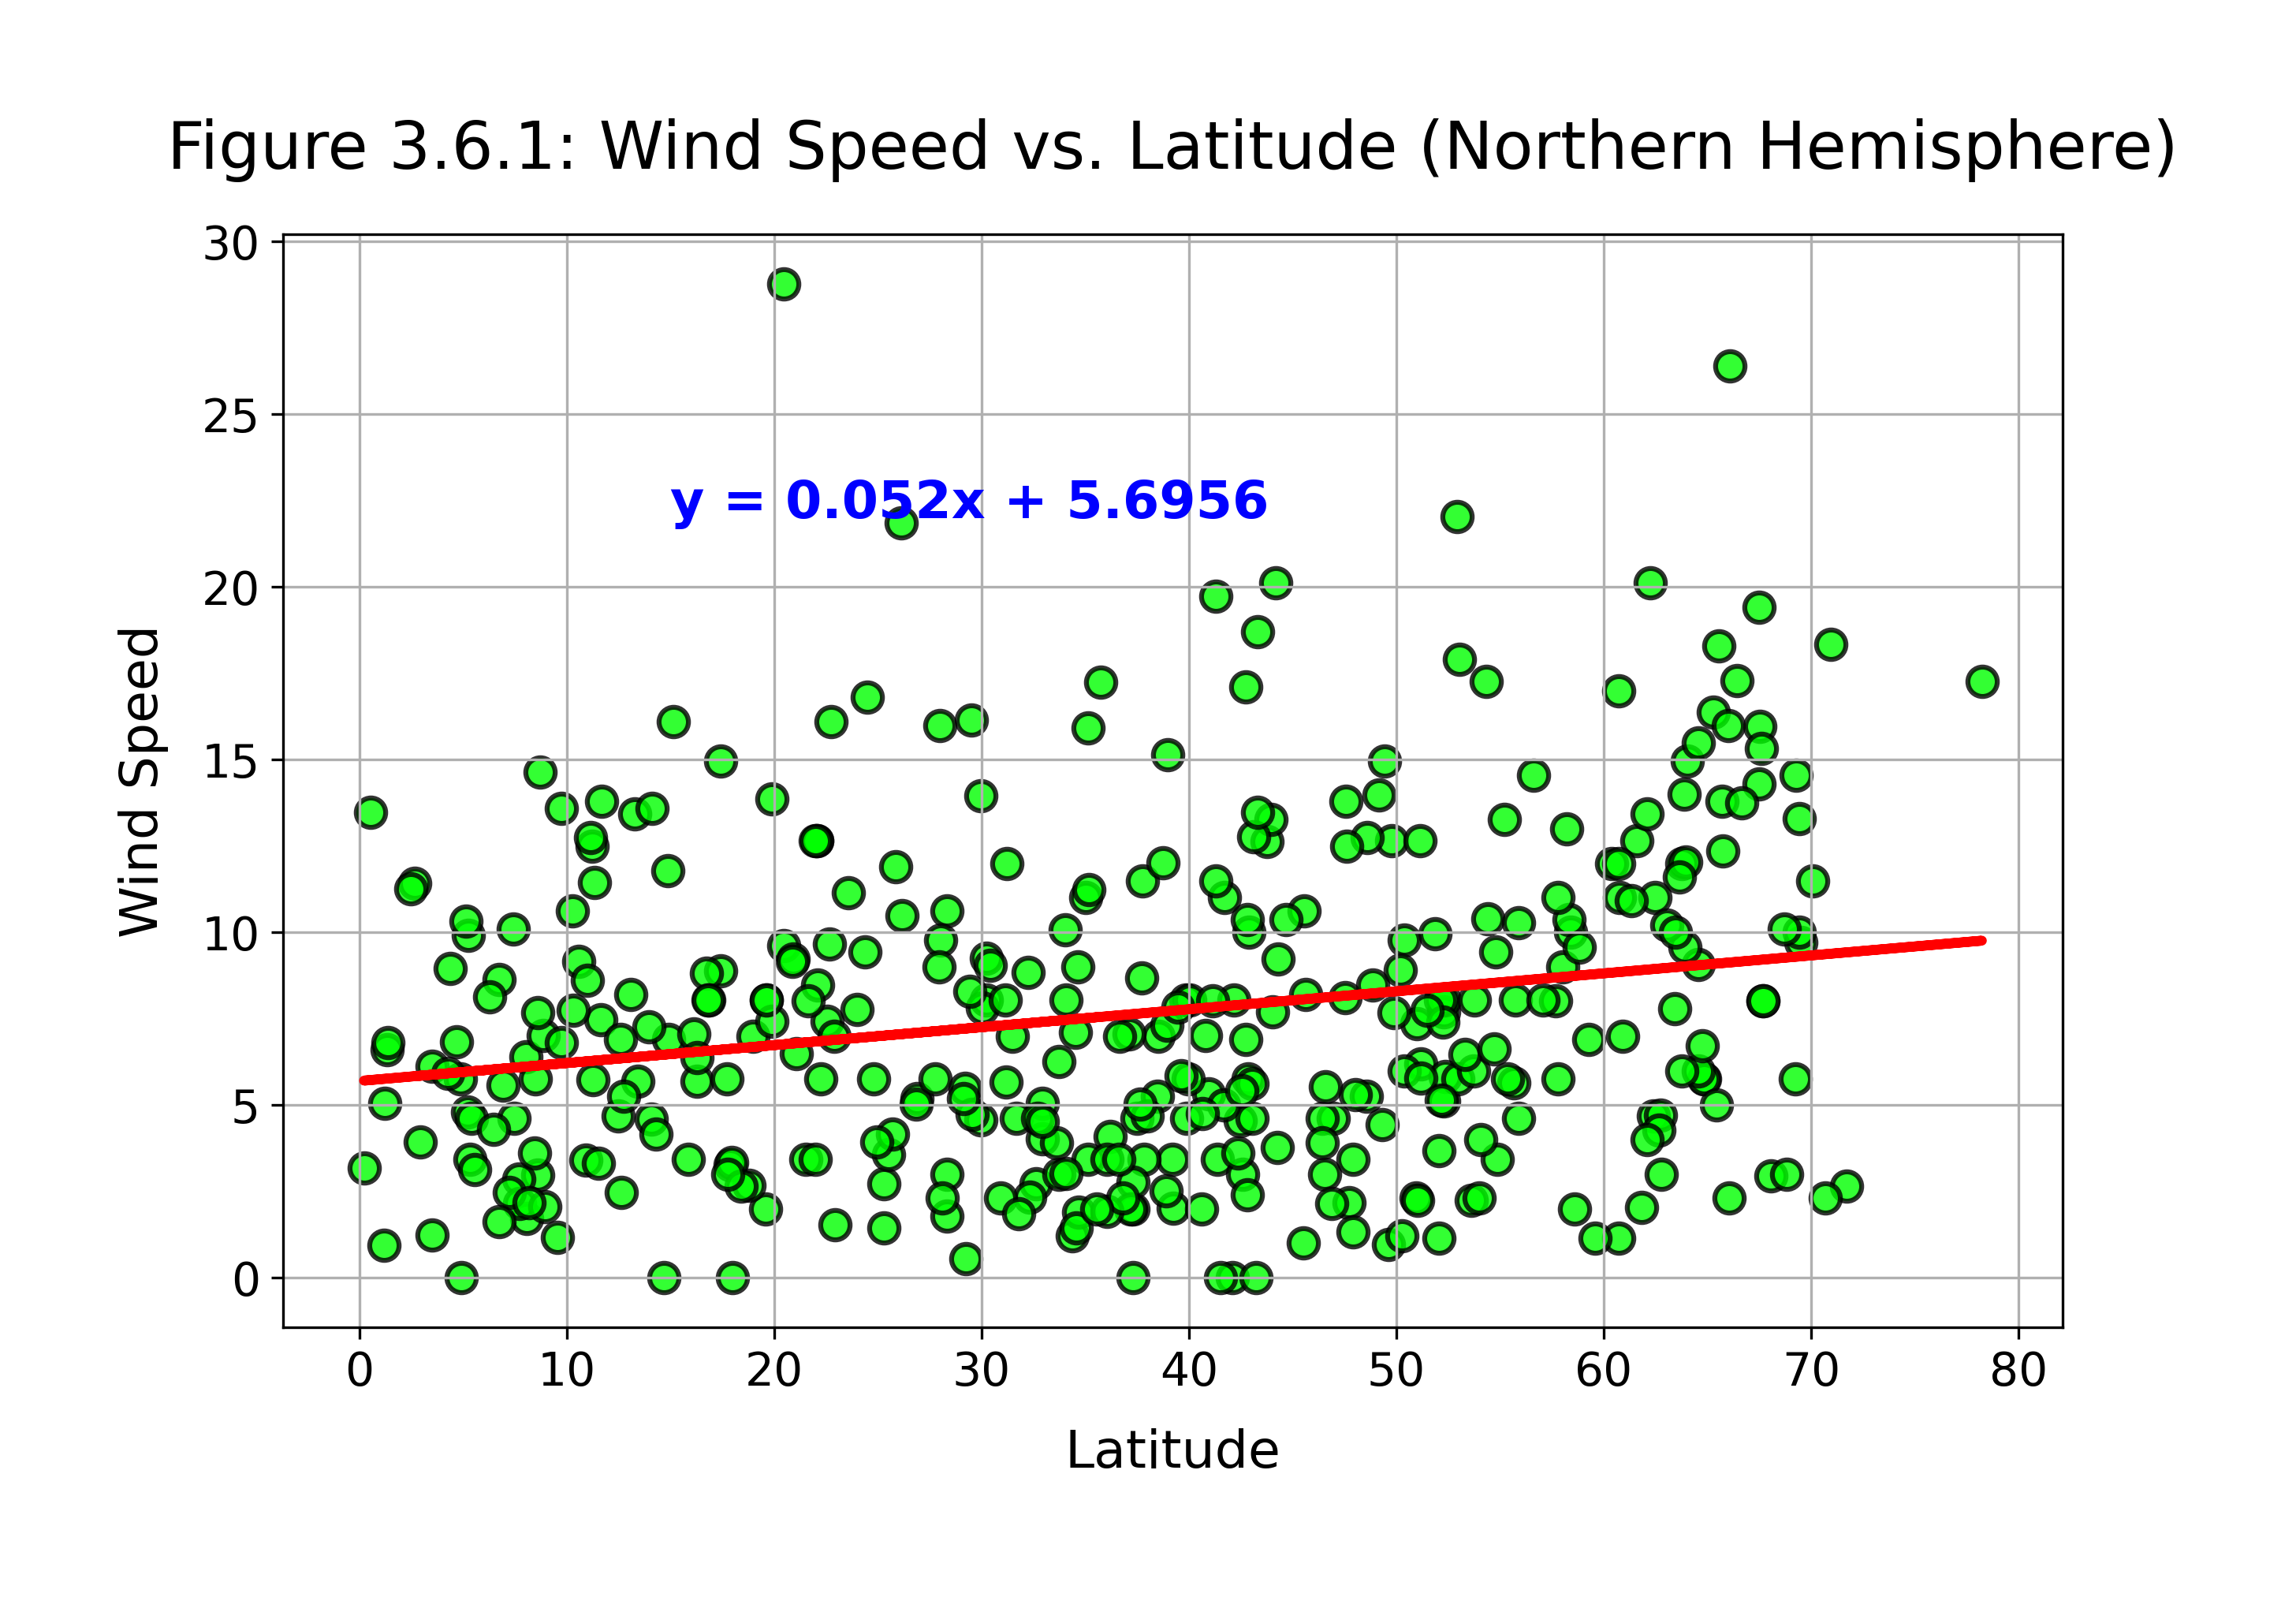 Figure 3.6.1: Wind Speed vs. Latitude (Northern Hemisphere)
30
25
20
15
10
5
0
Wind Speed
y = 0.052x + 5.6956
0 10 20 30 40 50 60 70 80
Latitude